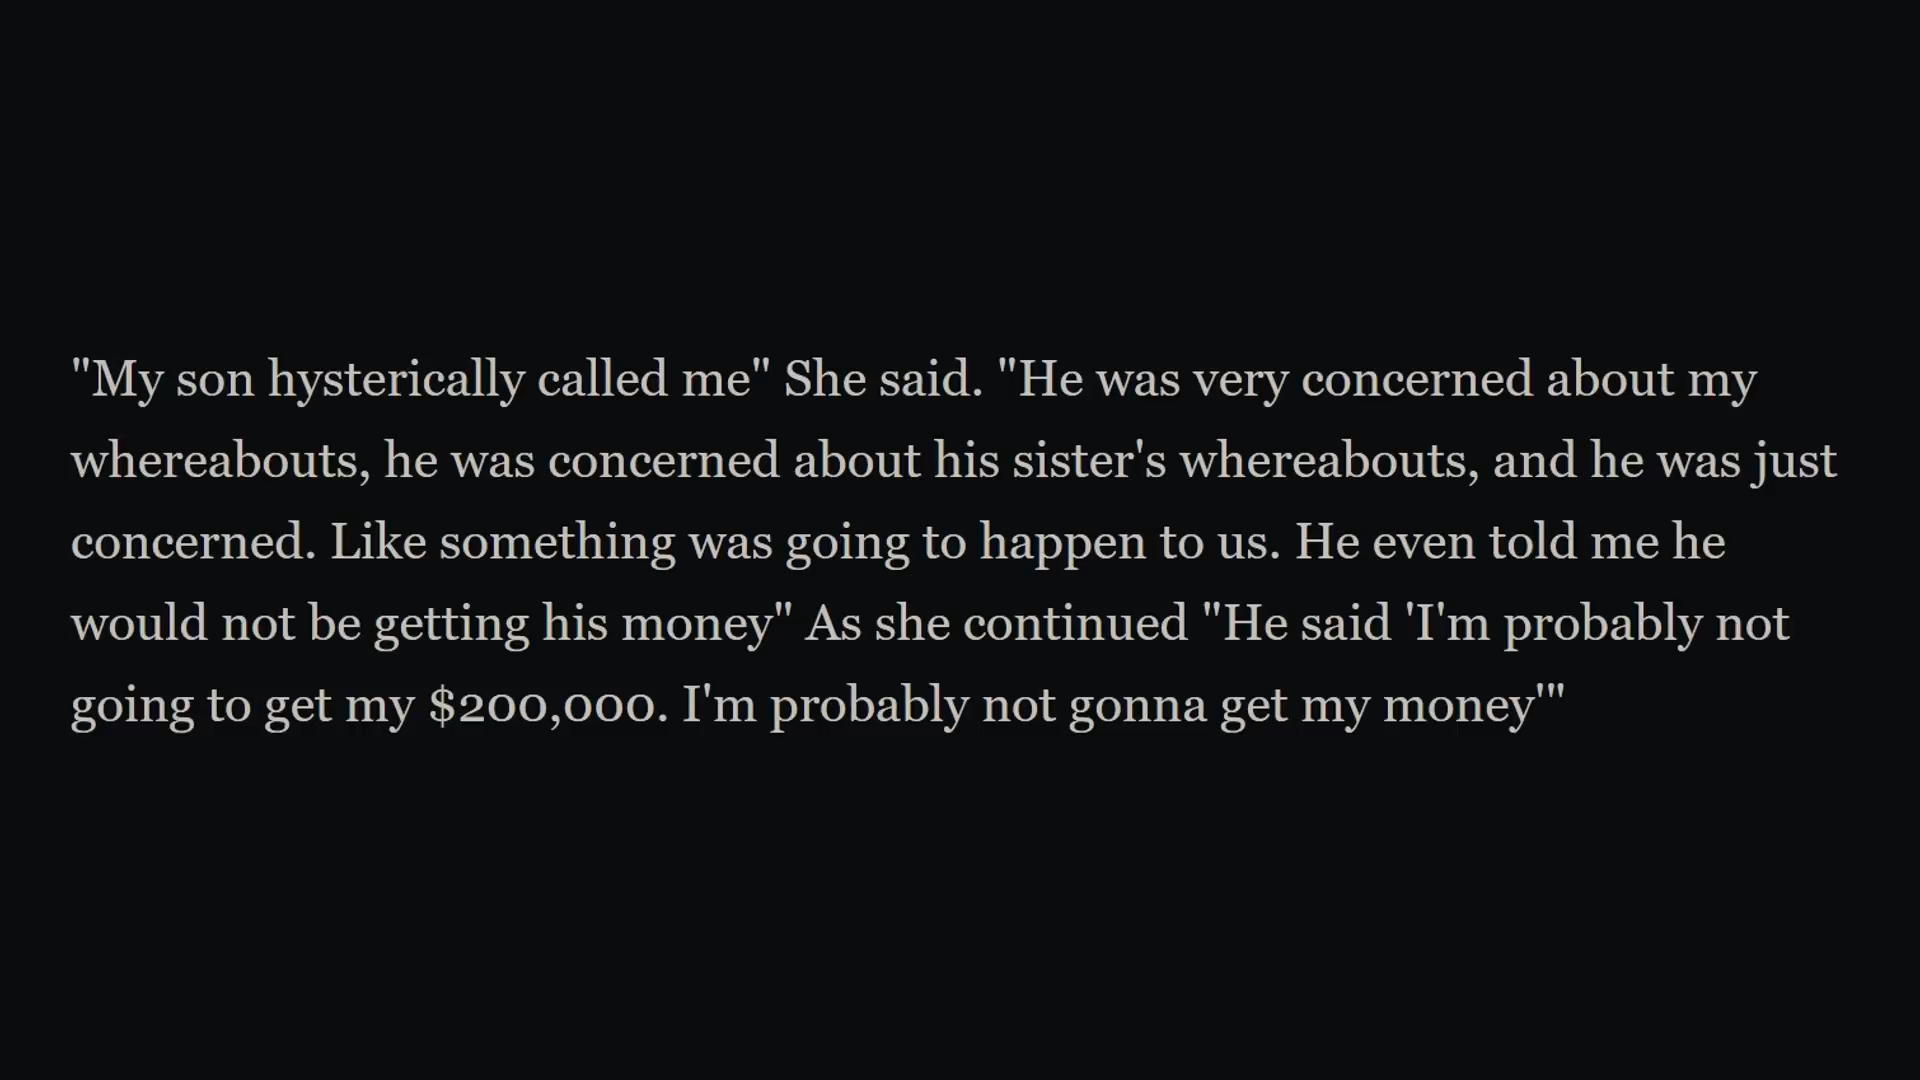 "My son hysterically called me" She said. "He was very concerned about my
whereabouts, he was concerned about his sister's whereabouts, and he was just
concerned. Like something was going to happen to us. He even told me he
would not be getting his money" As she continued "He said 'I'm probably not
going to get my $200,000. I'm probably not gonna get my money'"